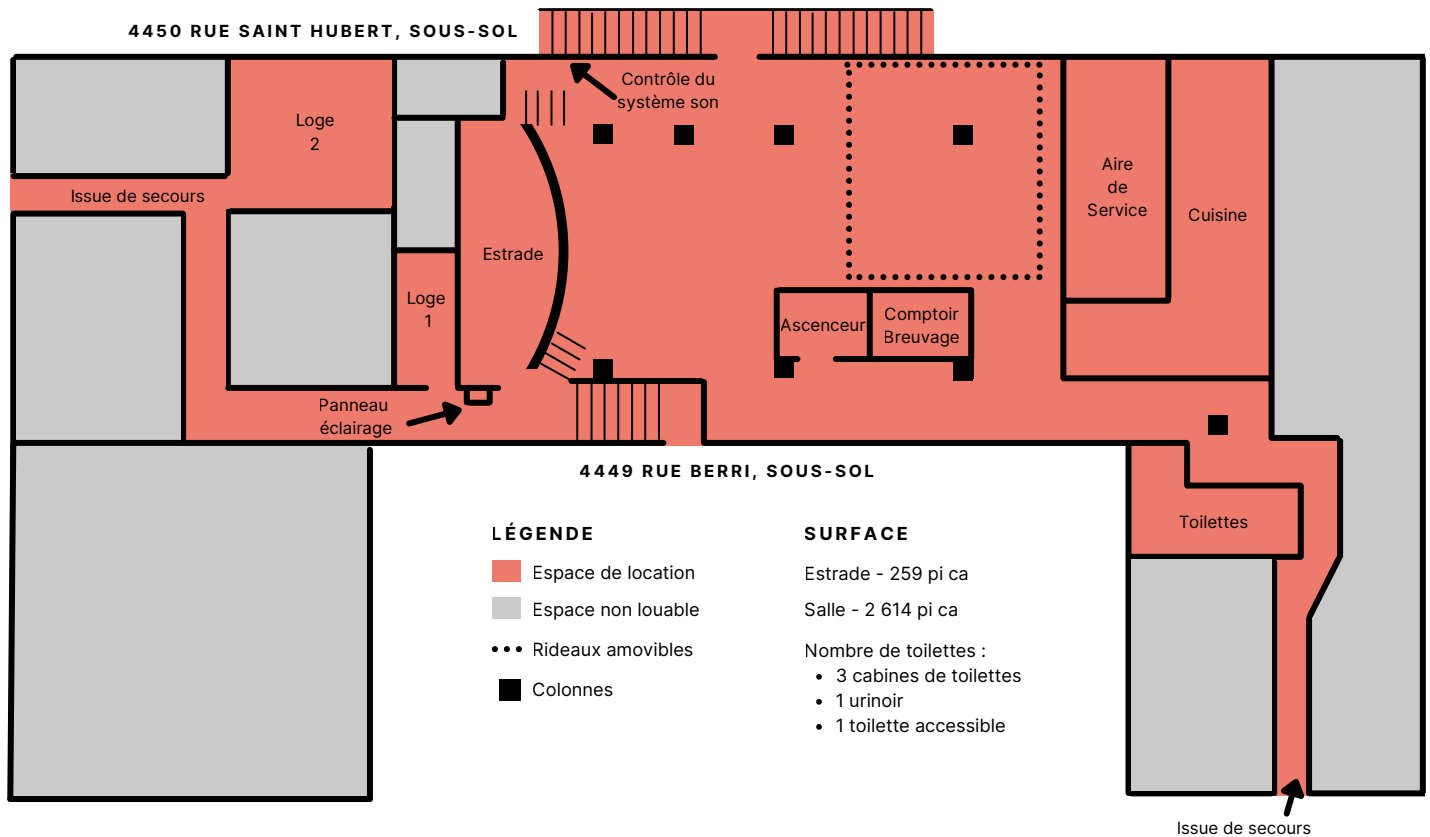 4450 RUE SAINT HUBERT, SOUS-SOL
Contrôle du
système son
Loge
2
Issue de secours
Aire
de
Service
Cuisine
Estrade
Loge
1
Ascenceur
Comptoir
Breuvage
Panneau
éclairage
4449 RUE BERRI, SOUS-SOL
Toilettes
LÉGENDE
Espace de location
Espace non louable
Rideaux amovibles
Colonnes
SURFACE
Estrade - 259 pi ca
Salle - 2 614 pi ca
Nombre de toilettes :
• 3 cabines de toilettes
• 1 urinoir
• 1 toilette accessible
Issue de secours